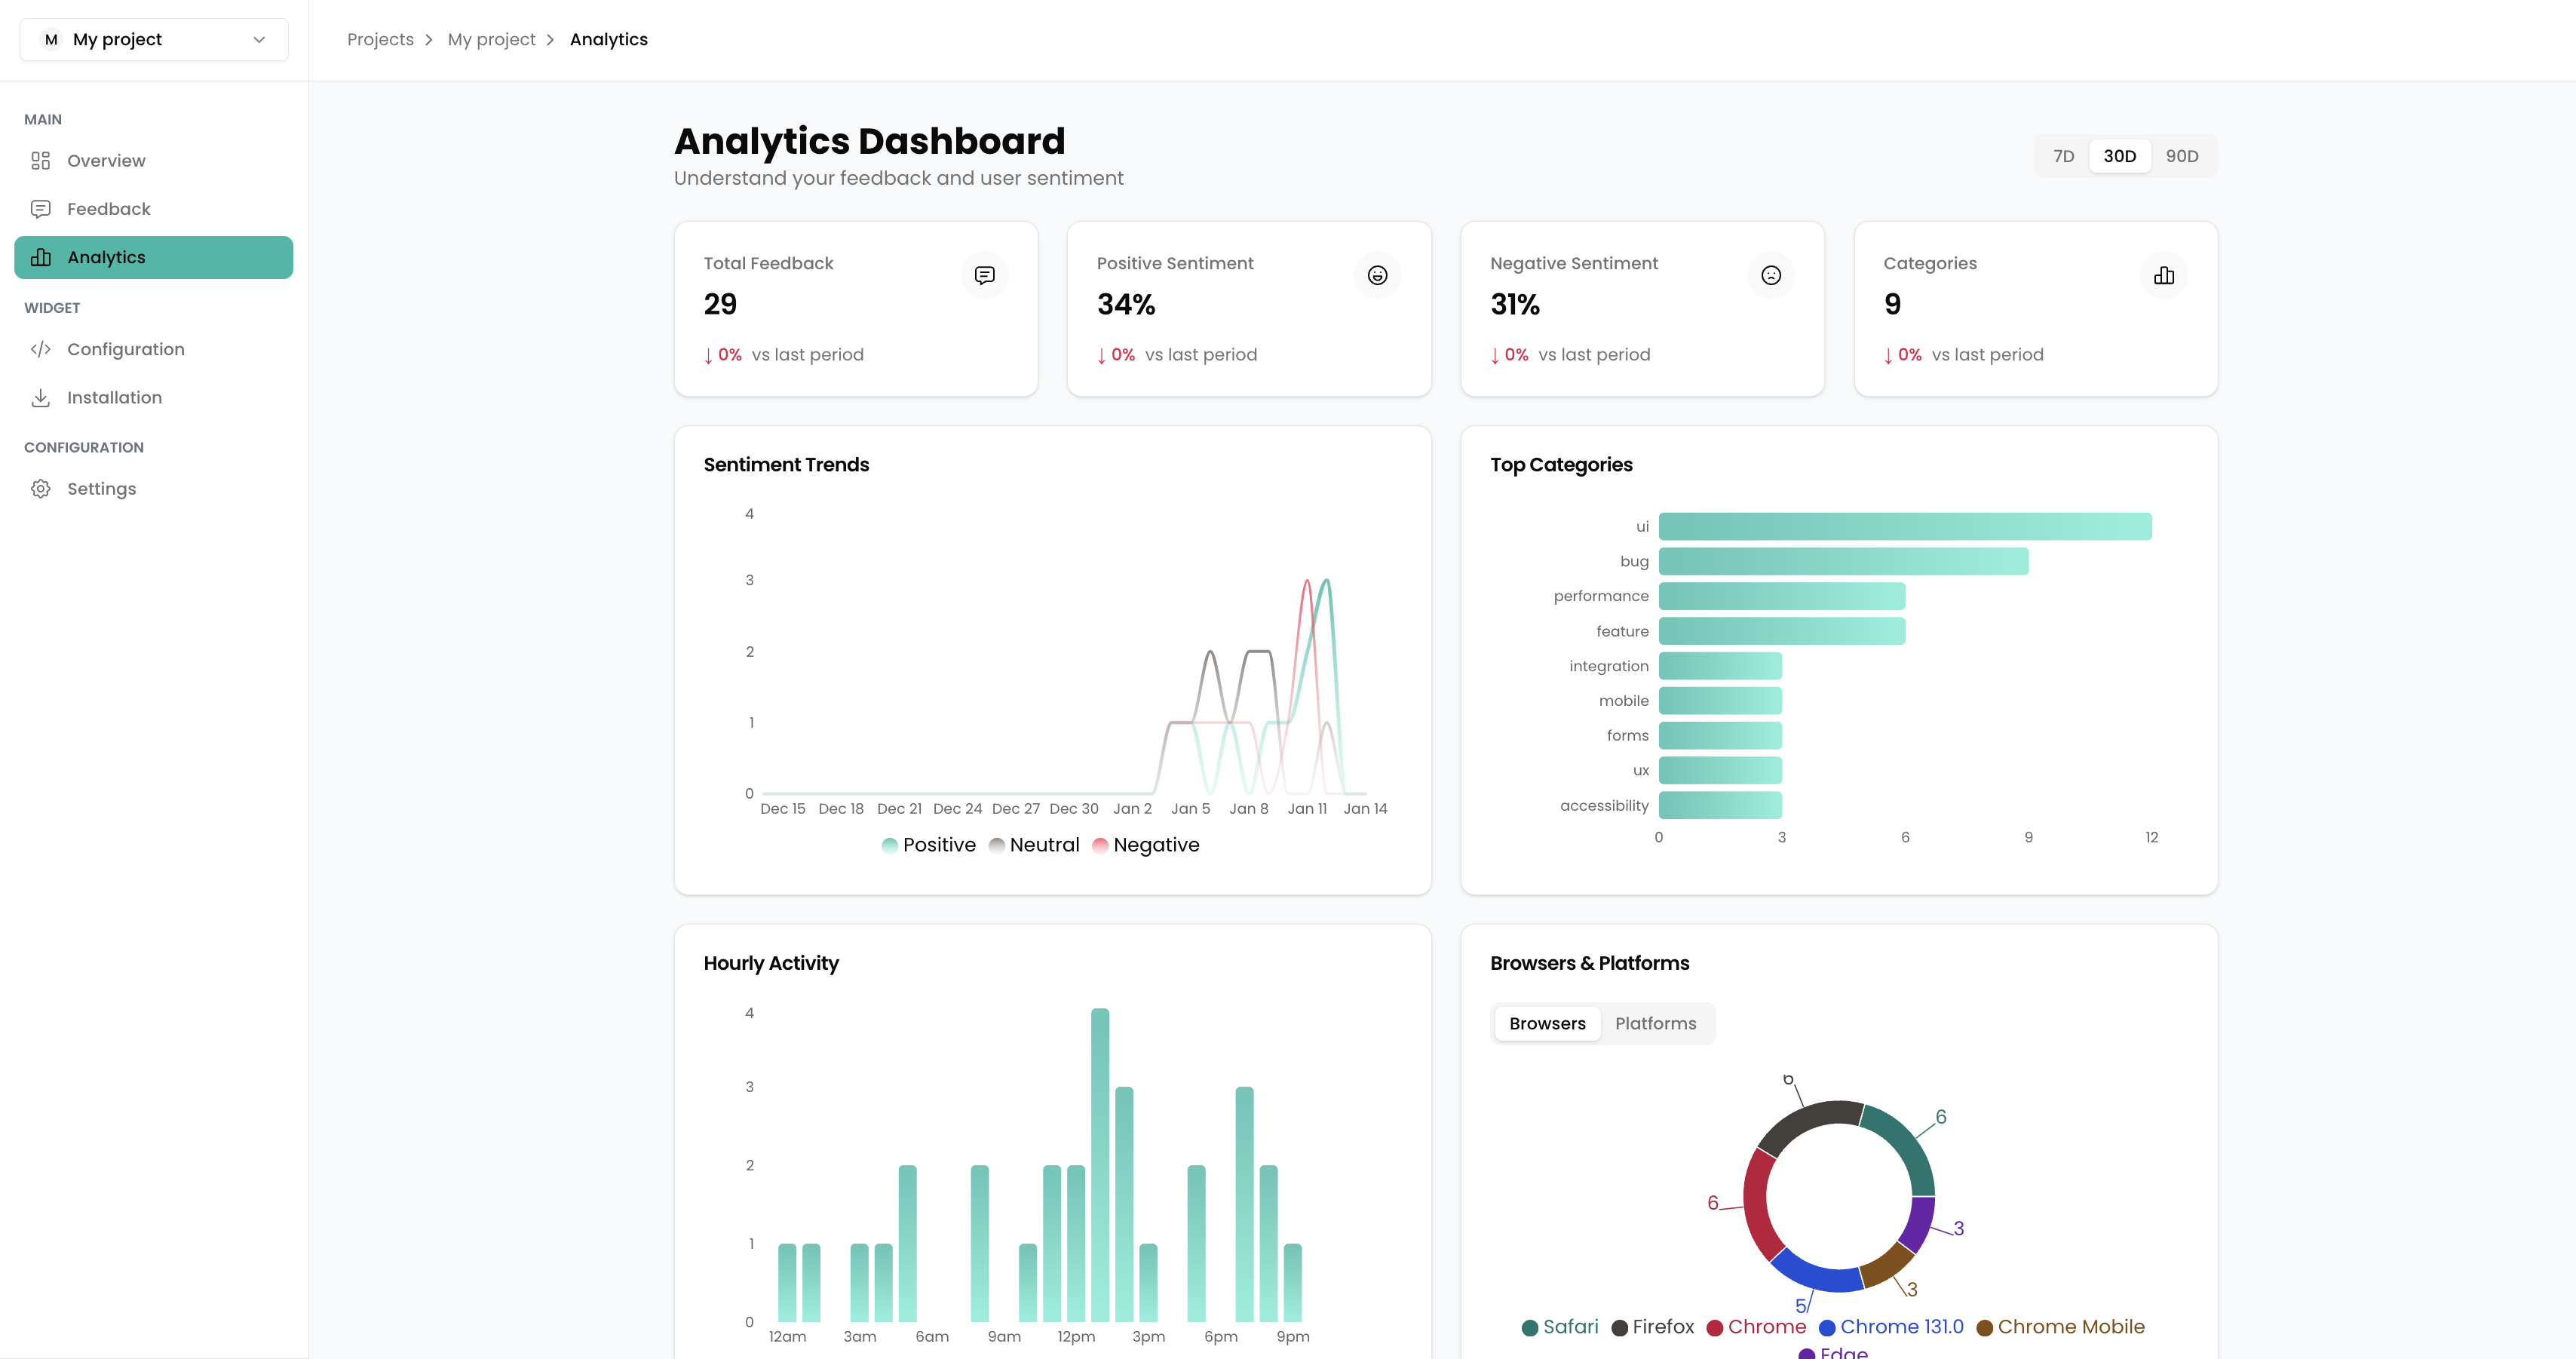 M My project
Projects > My project > Analytics
MAIN
Overview
Feedback
Analytics
WIDGET
Configuration
Installation
CONFIGURATION
Settings
Analytics Dashboard
Understand your feedback and user sentiment
7D 30D 90D
Total Feedback
29
↓ 0% vs last period
Positive Sentiment
34%
↓ 0% vs last period
Negative Sentiment
31%
↓ 0% vs last period
Categories
9
↓ 0% vs last period
Sentiment Trends
4
3
2
1
0
Dec 15 Dec 18 Dec 21 Dec 24 Dec 27 Dec 30 Jan 2 Jan 5 Jan 8 Jan 11 Jan 14
Positive Neutral Negative
Top Categories
ui
bug
performance
feature
integration
mobile
forms
ux
accessibility
0 3 6 9 12
Hourly Activity
4
3
2
1
0
12am 3am 6am 9am 12pm 3pm 6pm 9pm
Browsers & Platforms
Browsers Platforms
6
6
6
3
3
5
Safari Firefox Chrome Chrome 131.0 Chrome Mobile
Edge